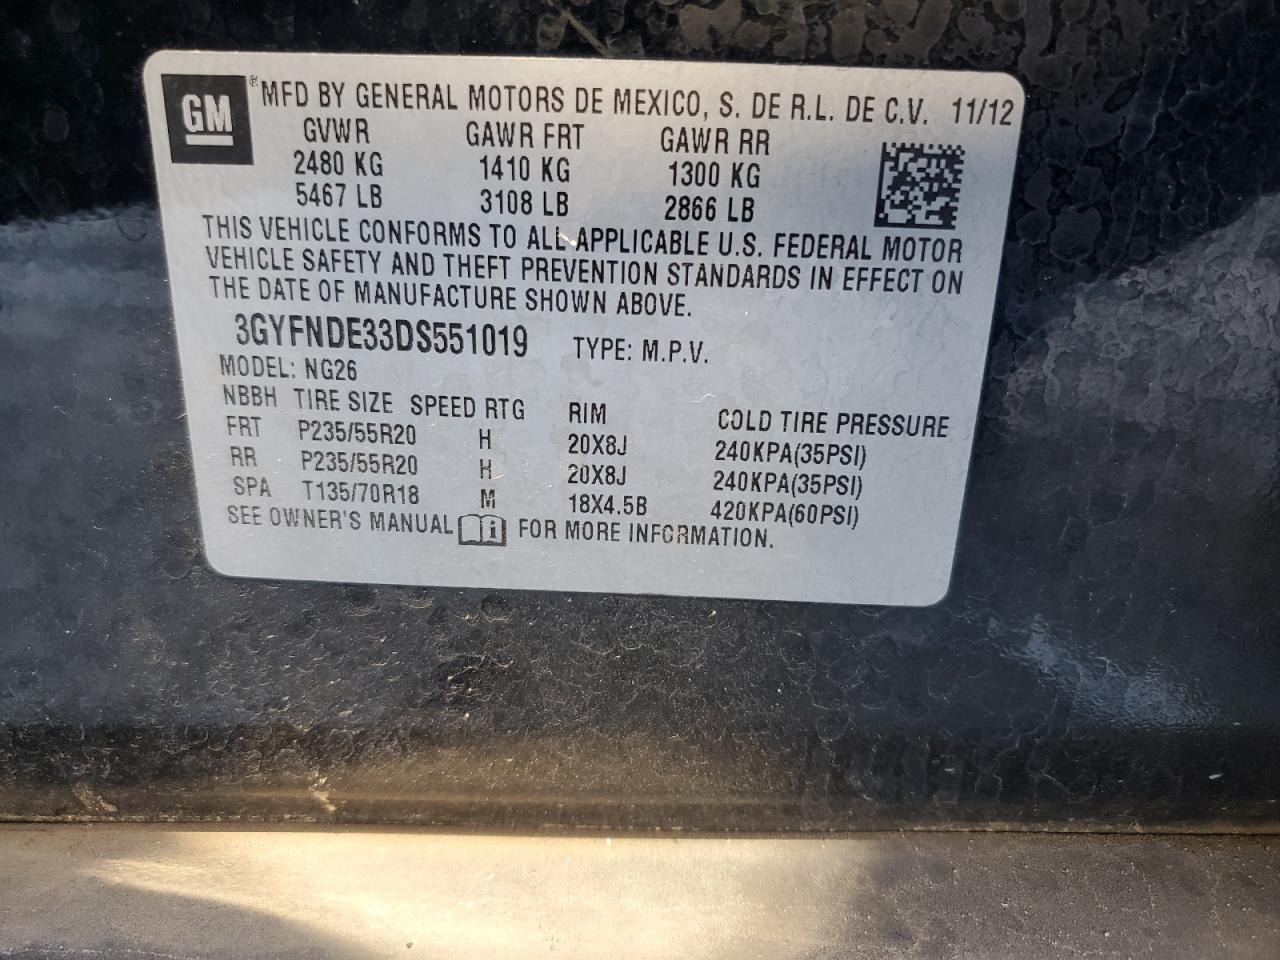 GM ® MFD BY GENERAL MOTORS DE MEXICO, S. DE R.L. DE C.V. 11/12
GVWR GAWR FRT GAWR RR
2480 KG 1410 KG 1300 KG
5467 LB 3108 LB 2866 LB
THIS VEHICLE CONFORMS TO ALL APPLICABLE U.S. FEDERAL MOTOR
VEHICLE SAFETY AND THEFT PREVENTION STANDARDS IN EFFECT ON
THE DATE OF MANUFACTURE SHOWN ABOVE.
3GYFNDE33DS551019 TYPE: M.P.V.
MODEL: NG26
NBBH TIRE SIZE SPEED RTG RIM COLD TIRE PRESSURE
FRT P235/55R20 H 20X8J 240KPA(35PSI)
RR P235/55R20 H 20X8J 240KPA(35PSI)
SPA T135/70R18 M 18X4.5B 420KPA(60PSI)
SEE OWNER'S MANUAL i FOR MORE INFORMATION.